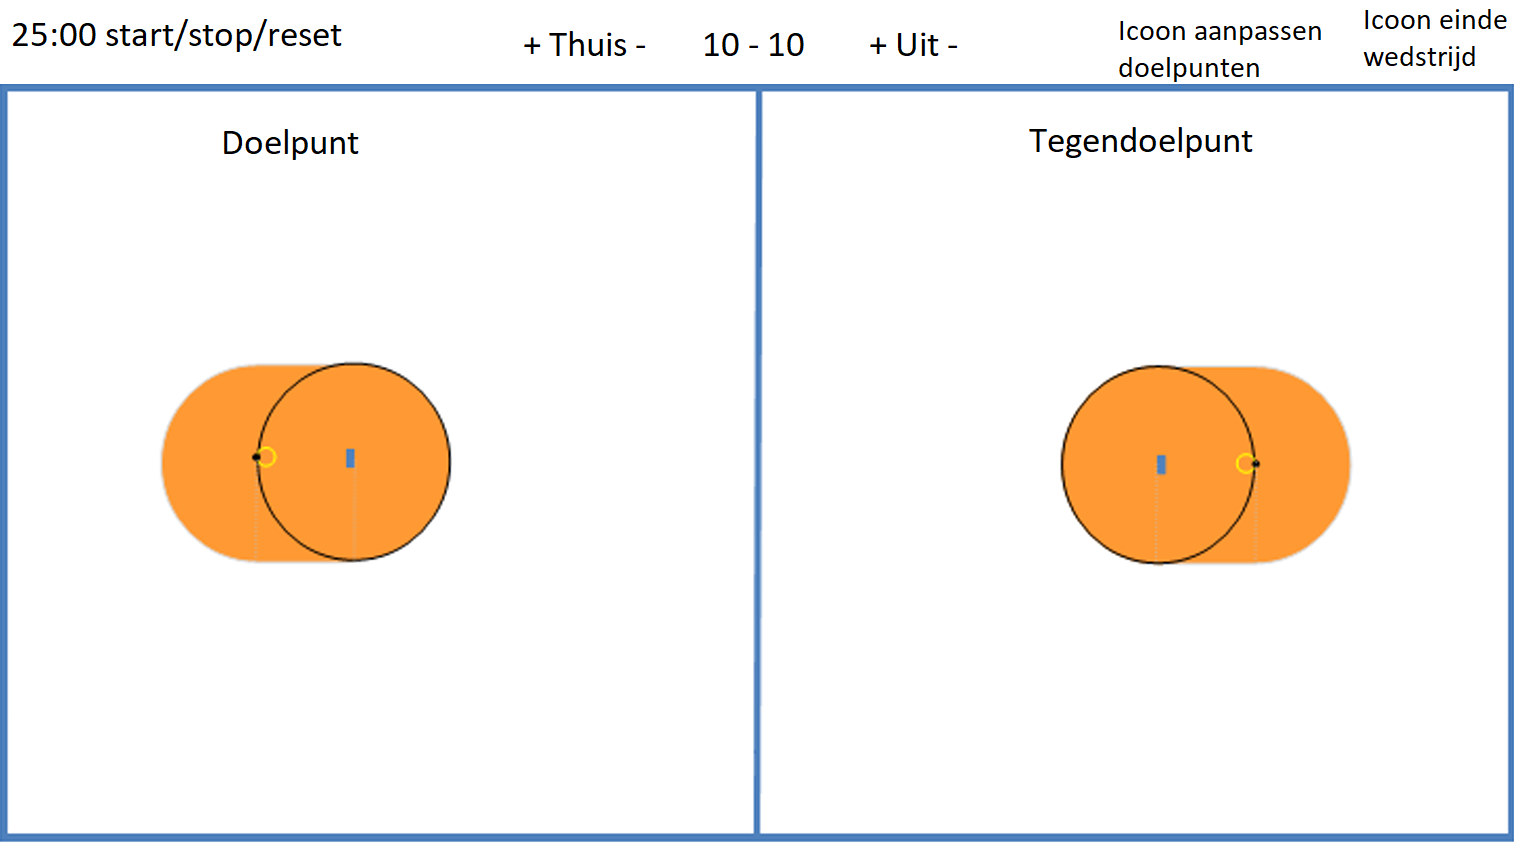 25:00 start/stop/reset
+ Thuis -
10 - 10
+ Uit -
Icoon aanpassen
doelpunten
Icoon einde
wedstrijd
Doelpunt
Tegendoelpunt